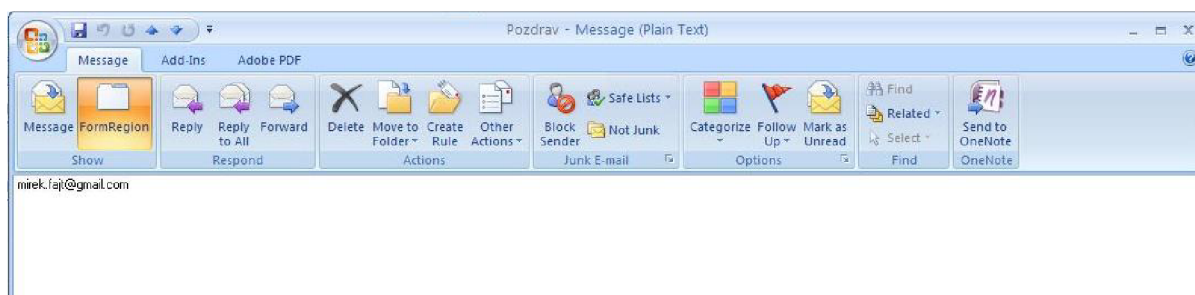 Pozdrav - Message (Plain Text)
Message Add-Ins Adobe PDF
Message FormRegion
Show
Reply Reply to All Forward
Respond
Delete Move to Folder Create Rule Other Actions
Actions
Block Sender Safe Lists Not Junk
Junk E-mail
Categorize Follow Up Mark as Unread
Options
Find
Related
Select
Find
Send to OneNote
OneNote
mirek.fajt@gmail.com